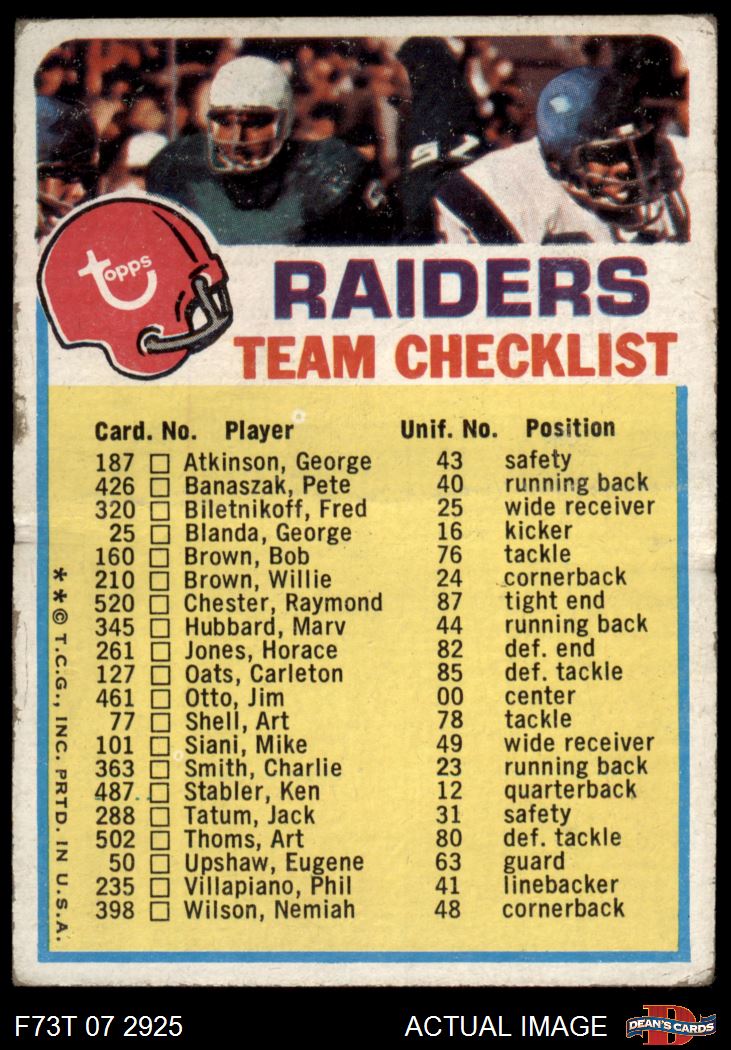 51
topps
RAIDERS
TEAM CHECKLIST
Card. No. Player Unif. No. Position
187 Atkinson, George 43 safety
426 Banaszak, Pete 40 running back
320 Biletnikoff, Fred 25 wide receiver
25 Blanda, George 16 kicker
160 Brown, Bob 76 tackle
210 Brown, Willie 24 cornerback
520 Chester, Raymond 87 tight end
345 Hubbard, Marv 44 running back
261 Jones, Horace 82 def. end
127 Oats, Carleton 85 def. tackle
461 Otto, Jim 00 center
77 Shell, Art 78 tackle
101 Siani, Mike 49 wide receiver
363 Smith, Charlie 23 running back
487 Stabler, Ken 12 quarterback
288 Tatum, Jack 31 safety
502 Thoms, Art 80 def. tackle
50 Upshaw, Eugene 63 guard
235 Villapiano, Phil 41 linebacker
398 Wilson, Nemiah 48 cornerback
**© T.C.G., INC. PRTD. IN U.S.A.
F73T 07 2925 ACTUAL IMAGE
DEAN'S CARDS